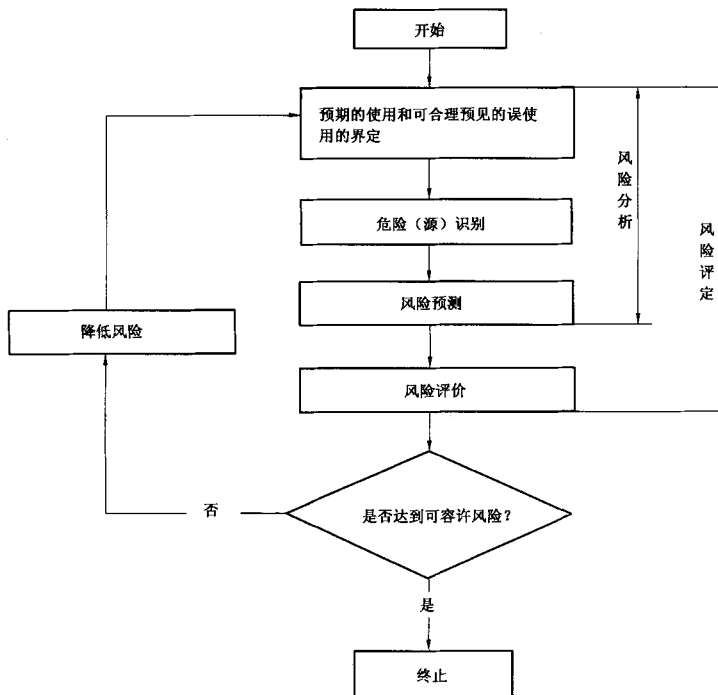 开始
预期的使用和可合理预见的误使
用的界定
风险分析
危险（源）识别
风险评定
风险预测
降低风险
风险评价
否
是否达到可容许风险？
是
终止